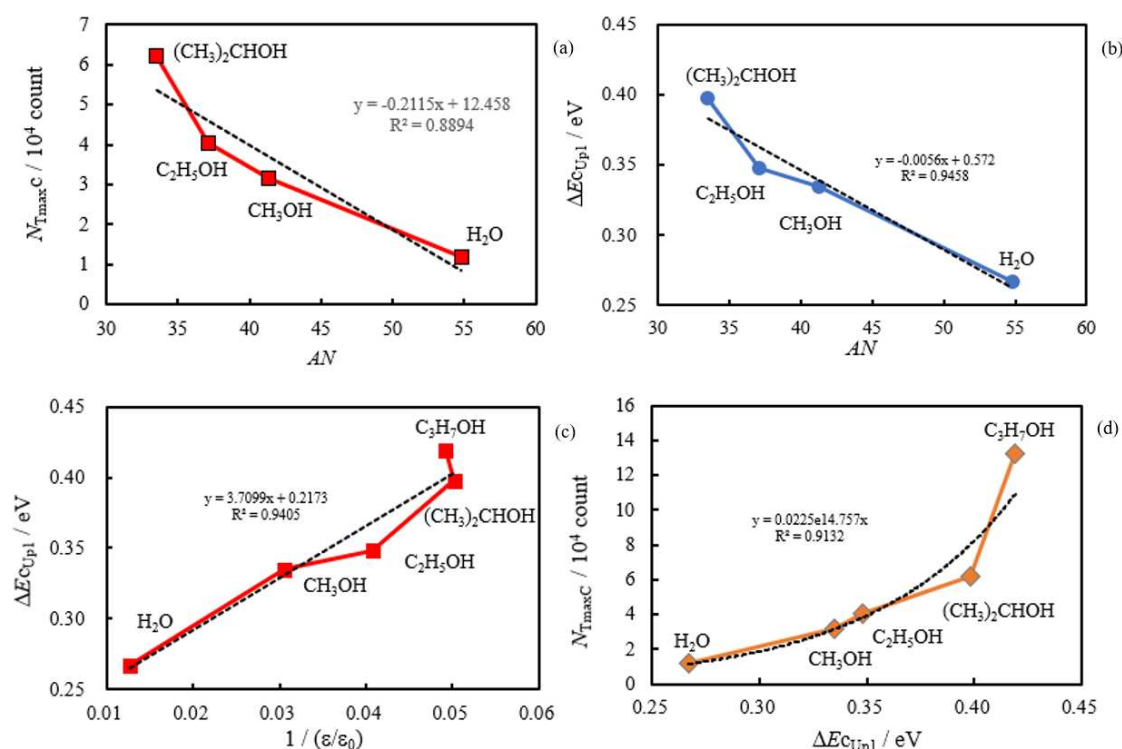 (a)
N_TmaxC / 10⁴ count
7
6
5
4
3
2
1
0
(CH₃)₂CHOH
y = -0.2115x + 12.458
R² = 0.8894
C₂H₅OH
CH₃OH
H₂O
30 35 40 45 50 55 60
AN
(b)
ΔEc_Up1 / eV
0.45
0.40
0.35
0.30
0.25
(CH₃)₂CHOH
y = -0.0056x + 0.572
R² = 0.9458
C₂H₅OH
CH₃OH
H₂O
30 35 40 45 50 55 60
AN
(c)
ΔEc_Up1 / eV
0.45
0.40
0.35
0.30
0.25
C₃H₇OH
y = 3.7099x + 0.2173
R² = 0.9405
(CH₃)₂CHOH
C₂H₅OH
CH₃OH
H₂O
0.01 0.02 0.03 0.04 0.05 0.06
1 / (ε/ε₀)
(d)
N_TmaxC / 10⁴ count
16
14
12
10
8
6
4
2
0
C₃H₇OH
y = 0.0225e14.757x
R² = 0.9132
(CH₃)₂CHOH
C₂H₅OH
H₂O
CH₃OH
0.25 0.30 0.35 0.40 0.45
ΔEc_Up1 / eV